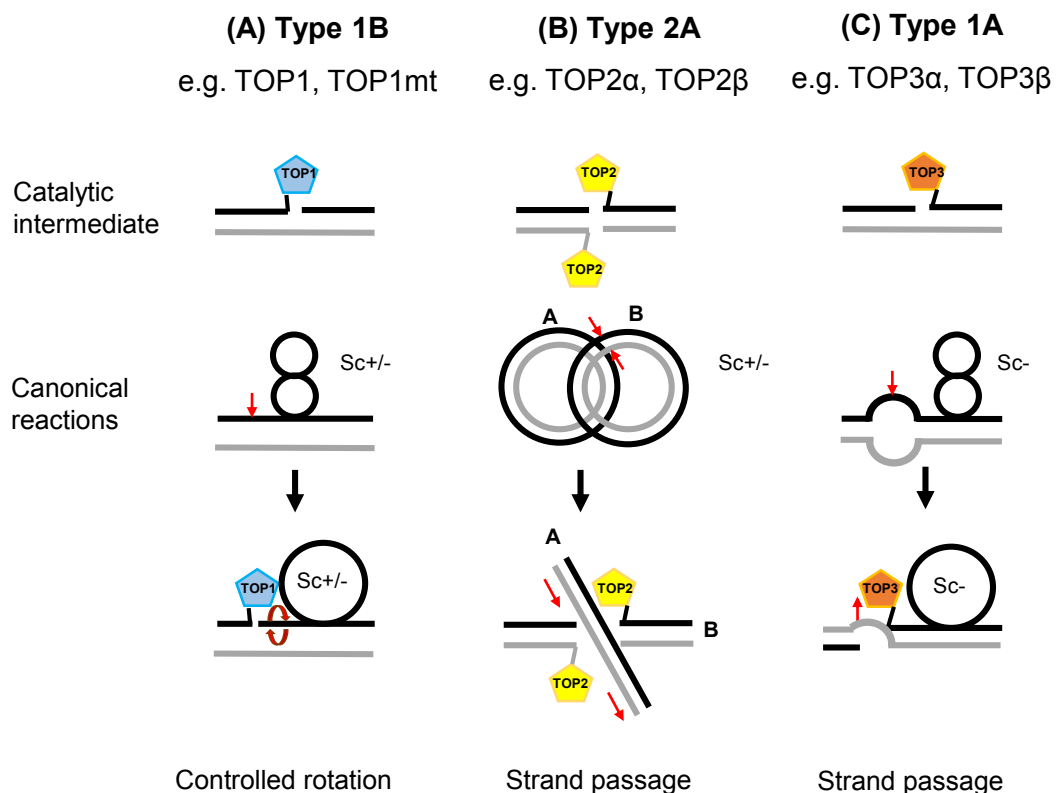 (A) Type 1B
(B) Type 2A
(C) Type 1A
e.g. TOP1, TOP1mt
e.g. TOP2α, TOP2β
e.g. TOP3α, TOP3β
Catalytic
intermediate
TOP1
TOP2
TOP2
TOP3
Canonical
reactions
Sc+/-
A
B
Sc+/-
Sc-
TOP1
Sc+/-
A
TOP2
B
TOP2
TOP3
Sc-
Controlled rotation
Strand passage
Strand passage